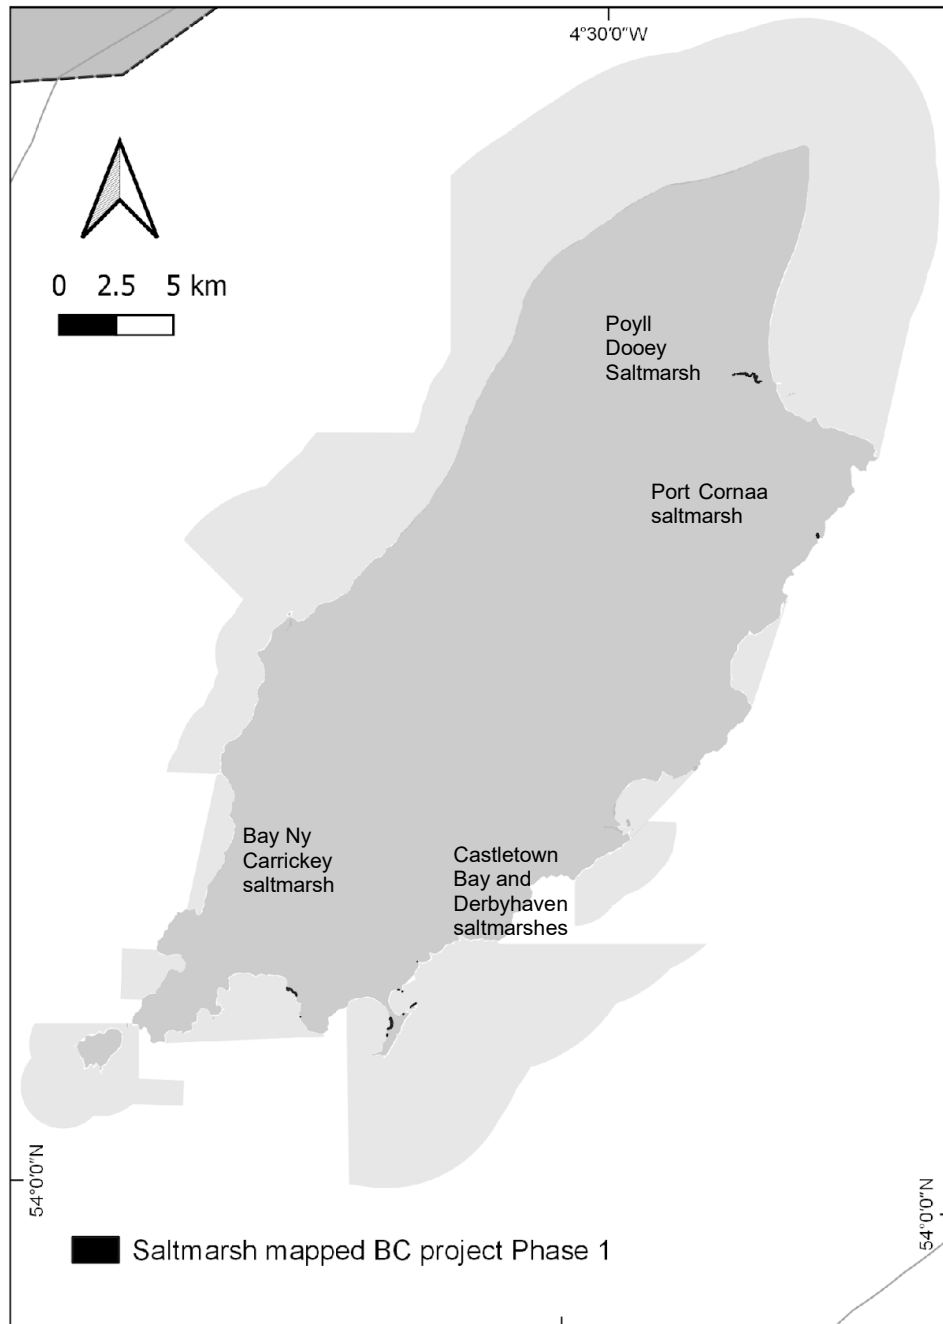 4°30'0"W
0 2.5 5 km
Poyll
Dooey
Saltmarsh
Port Cornaa
saltmarsh
Bay Ny
Carrickey
saltmarsh
Castletown
Bay and
Derbyhaven
saltmarshes
54°0'0"N
54°0'0"N
Saltmarsh mapped BC project Phase 1